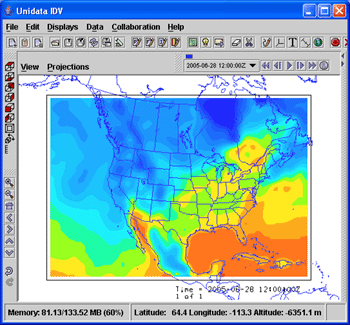 Unidata IDV
File Edit Displays Data Collaboration Help
View Projections
2005-06-28 12:00:00Z
Time = 2005-06-28 12:00:00Z
1 of 1
Memory: 81.13/133.52 MB (60%) Latitude: 64.4 Longitude: -113.3 Altitude: -6351.1 m